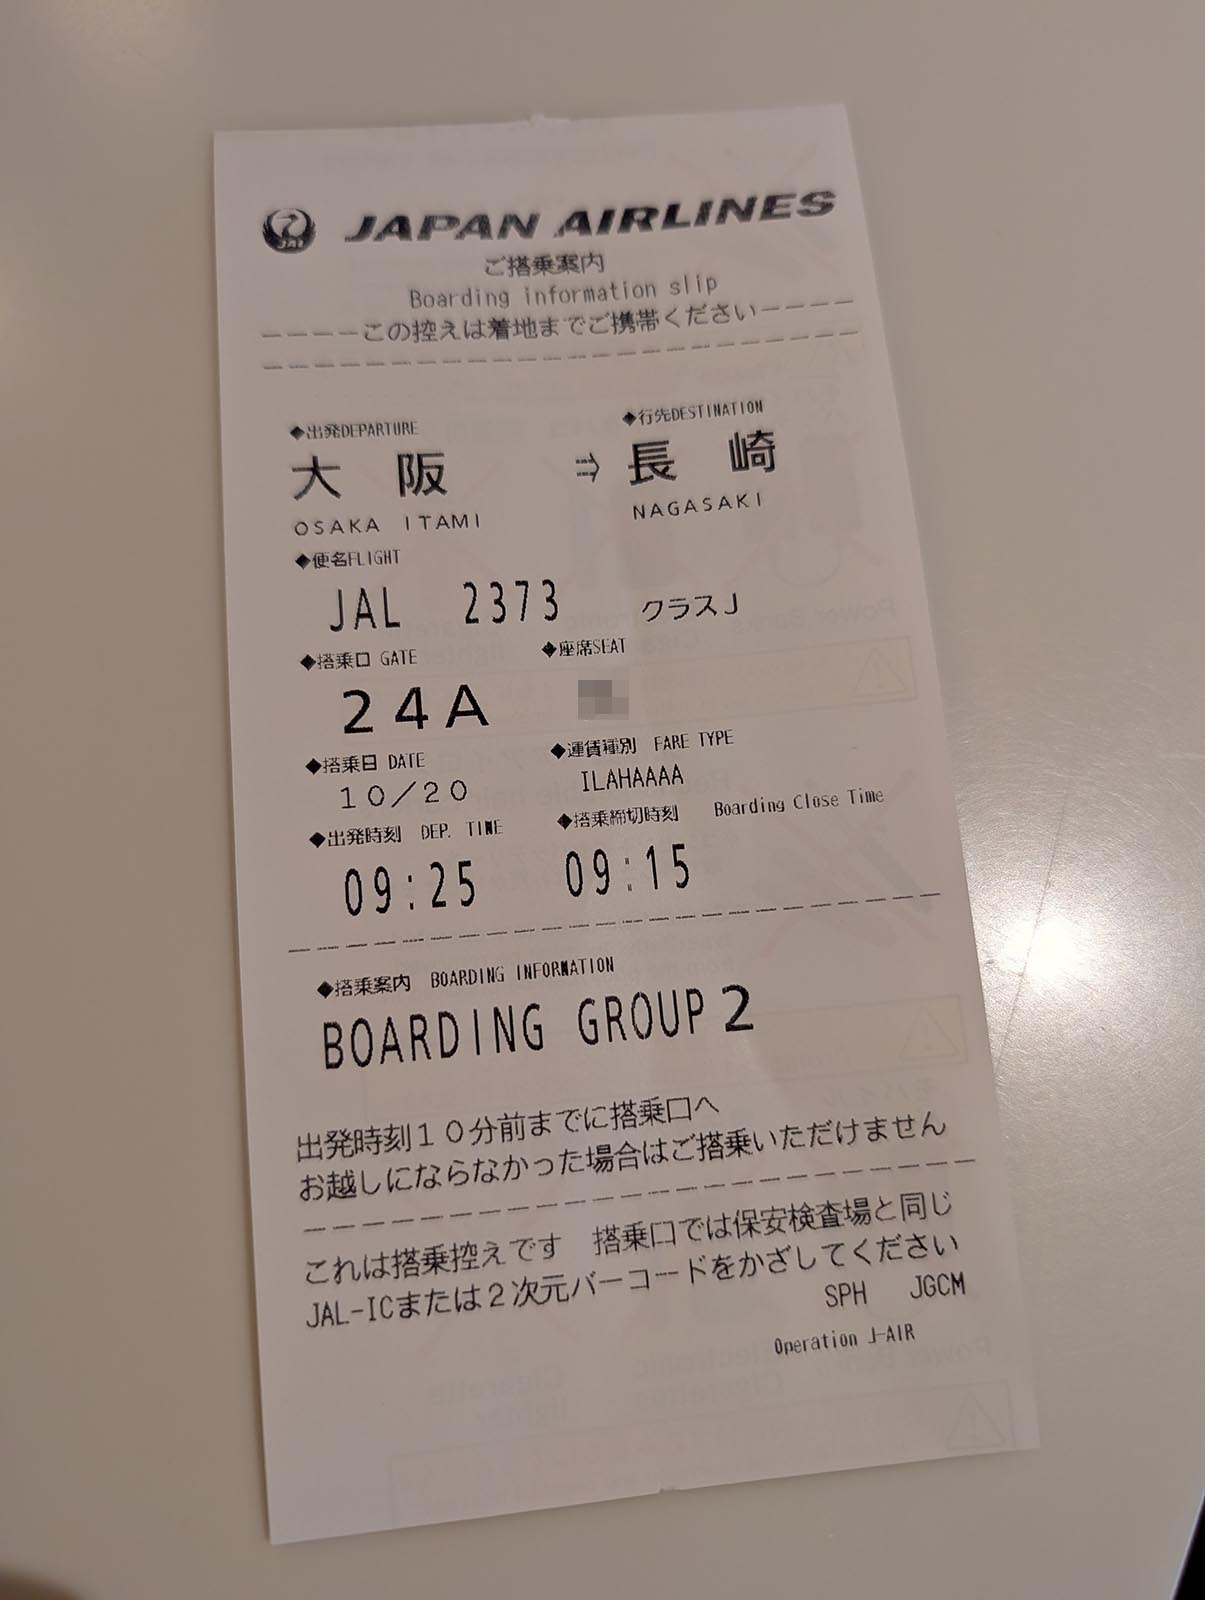 JAL JAPAN AIRLINES
ご搭乗案内
Boarding information slip
----この控えは着地までご携帯ください----
◆出発DEPARTURE ◆行先DESTINATION
大 阪 ⇒ 長 崎
OSAKA ITAMI NAGASAKI
◆便名FLIGHT
JAL 2373 クラスJ
◆搭乗口 GATE ◆座席SEAT
24A
◆搭乗日 DATE ◆運賃種別 FARE TYPE
10/20 ILAHAAAA
◆出発時刻 DEP. TIME ◆搭乗締切時刻 Boarding Close Time
09:25 09:15
◆搭乗案内 BOARDING INFORMATION
BOARDING GROUP 2
出発時刻10分前までに搭乗口へ
お越しにならなかった場合はご搭乗いただけません
これは搭乗控えです 搭乗口では保安検査場と同じ
JAL-ICまたは2次元バーコードをかざしてください
SPH JGCM
Operation J-AIR